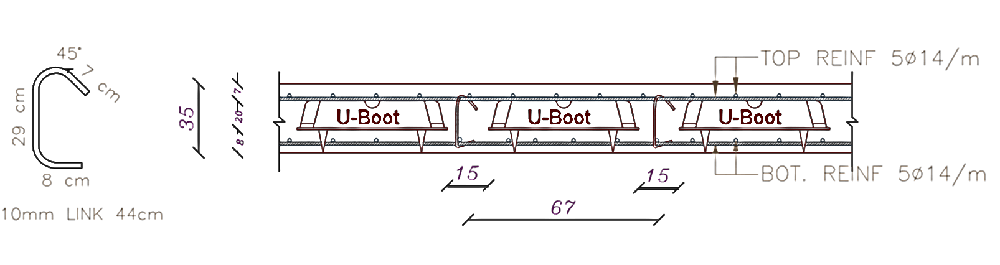 45°
7 cm
29 cm
8 cm
10mm LINK 44cm
35
7
20
8
TOP REINF 5ø14/m
U-Boot U-Boot U-Boot
BOT. REINF 5ø14/m
15 15
67